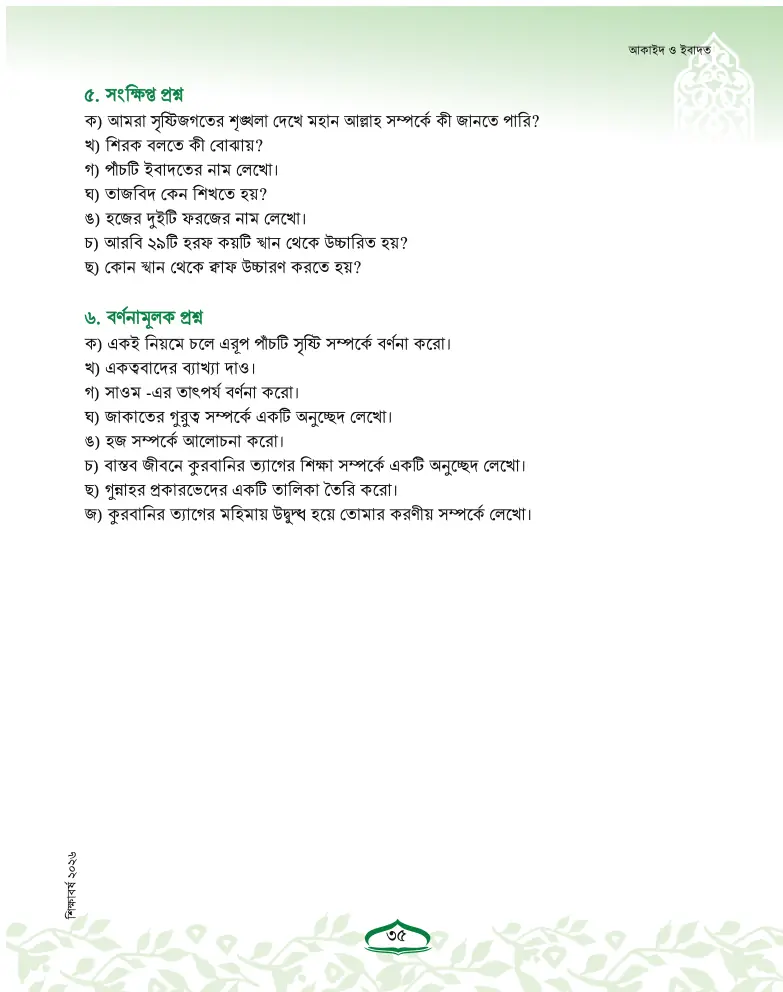 আকাইদ ও ইবাদত
৫. সংক্ষিপ্ত প্রশ্ন
ক) আমরা সৃষ্টিজগতের শৃঙ্খলা দেখে মহান আল্লাহ সম্পর্কে কী জানতে পারি?
খ) শিরক বলতে কী বোঝায়?
গ) পাঁচটি ইবাদতের নাম লেখো।
ঘ) তাজবিদ কেন শিখতে হয়?
ঙ) হজের দুইটি ফরজের নাম লেখো।
চ) আরবি ২৯টি হরফ কয়টি স্থান থেকে উচ্চারিত হয়?
ছ) কোন স্থান থেকে ক্বাফ উচ্চারণ করতে হয়?
৬. বর্ণনামূলক প্রশ্ন
ক) একই নিয়মে চলে এরূপ পাঁচটি সৃষ্টি সম্পর্কে বর্ণনা করো।
খ) একত্ববাদের ব্যাখ্যা দাও।
গ) সাওম -এর তাৎপর্য বর্ণনা করো।
ঘ) জাকাতের গুরুত্ব সম্পর্কে একটি অনুচ্ছেদ লেখো।
ঙ) হজ সম্পর্কে আলোচনা করো।
চ) বাস্তব জীবনে কুরবানির ত্যাগের শিক্ষা সম্পর্কে একটি অনুচ্ছেদ লেখো।
ছ) গুন্নাহর প্রকারভেদের একটি তালিকা তৈরি করো।
জ) কুরবানির ত্যাগের মহিমায় উদ্বুদ্ধ হয়ে তোমার করণীয় সম্পর্কে লেখো।
শিক্ষাবর্ষ ২০২৬
৩৫